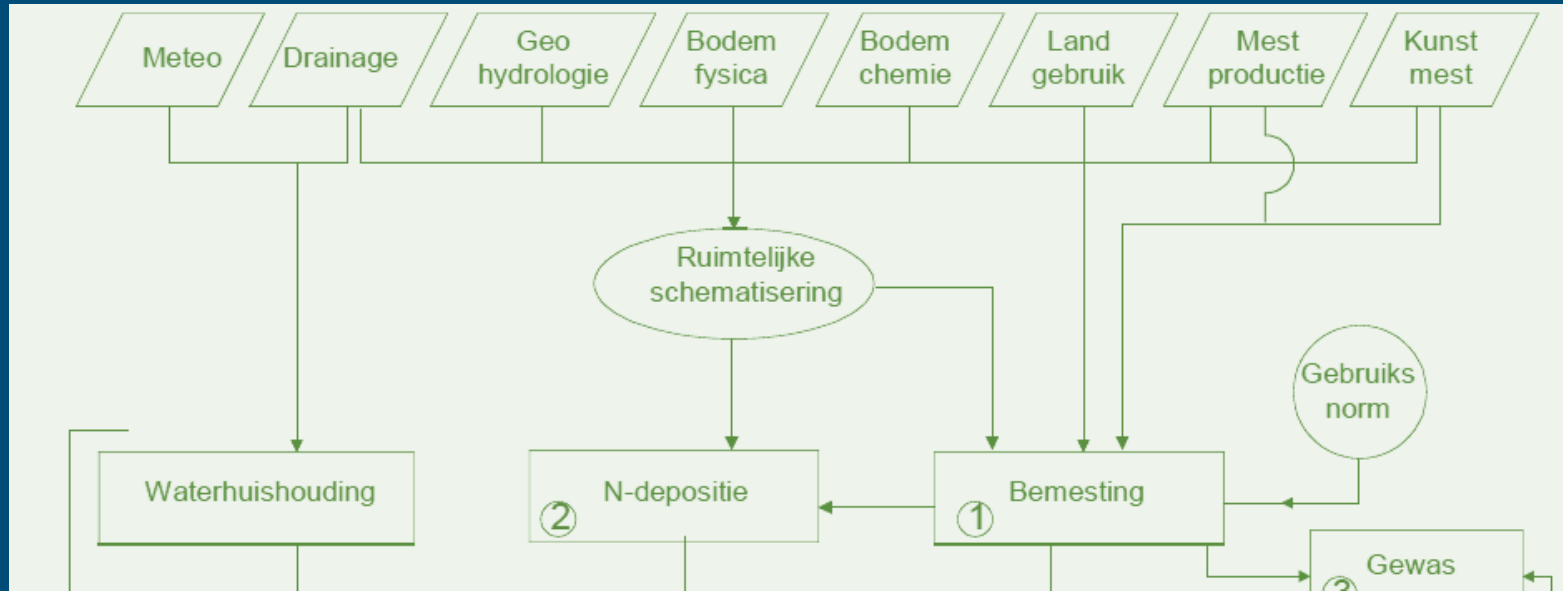 Meteo
Drainage
Geo
hydrologie
Bodem
fysica
Bodem
chemie
Land
gebruik
Mest
productie
Kunst
mest
Ruimtelijke
schematisering
Gebruiks
norm
Waterhuishouding
N-depositie
2
Bemesting
1
Gewas
3